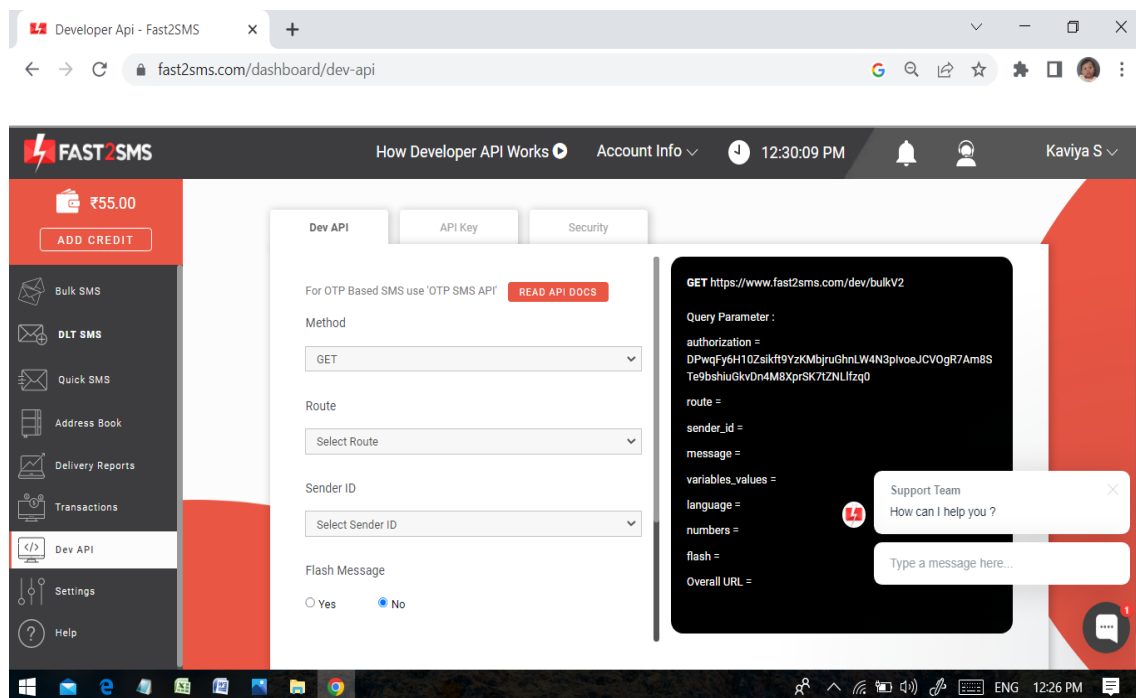 Developer Api - Fast2SMS
fast2sms.com/dashboard/dev-api
FAST2SMS
How Developer API Works
Account Info
12:30:09 PM
Kaviya S
₹55.00
ADD CREDIT
Bulk SMS
DLT SMS
Quick SMS
Address Book
Delivery Reports
Transactions
Dev API
Settings
Help
Dev API
API Key
Security
For OTP Based SMS use 'OTP SMS API'
READ API DOCS
Method
GET
Route
Select Route
Sender ID
Select Sender ID
Flash Message
Yes
No
GET https://www.fast2sms.com/dev/bulkV2
Query Parameter :
authorization =
DPwqFy6H10Zsikft9YzKMbjruGhnLW4N3pIvoeJCVOgR7Am8S
Te9bshiuGkvDn4M8XprSK7tZNLlfzq0
route =
sender_id =
message =
variables_values =
language =
numbers =
flash =
Overall URL =
Support Team
How can I help you ?
Type a message here...
1
ENG
12:26 PM